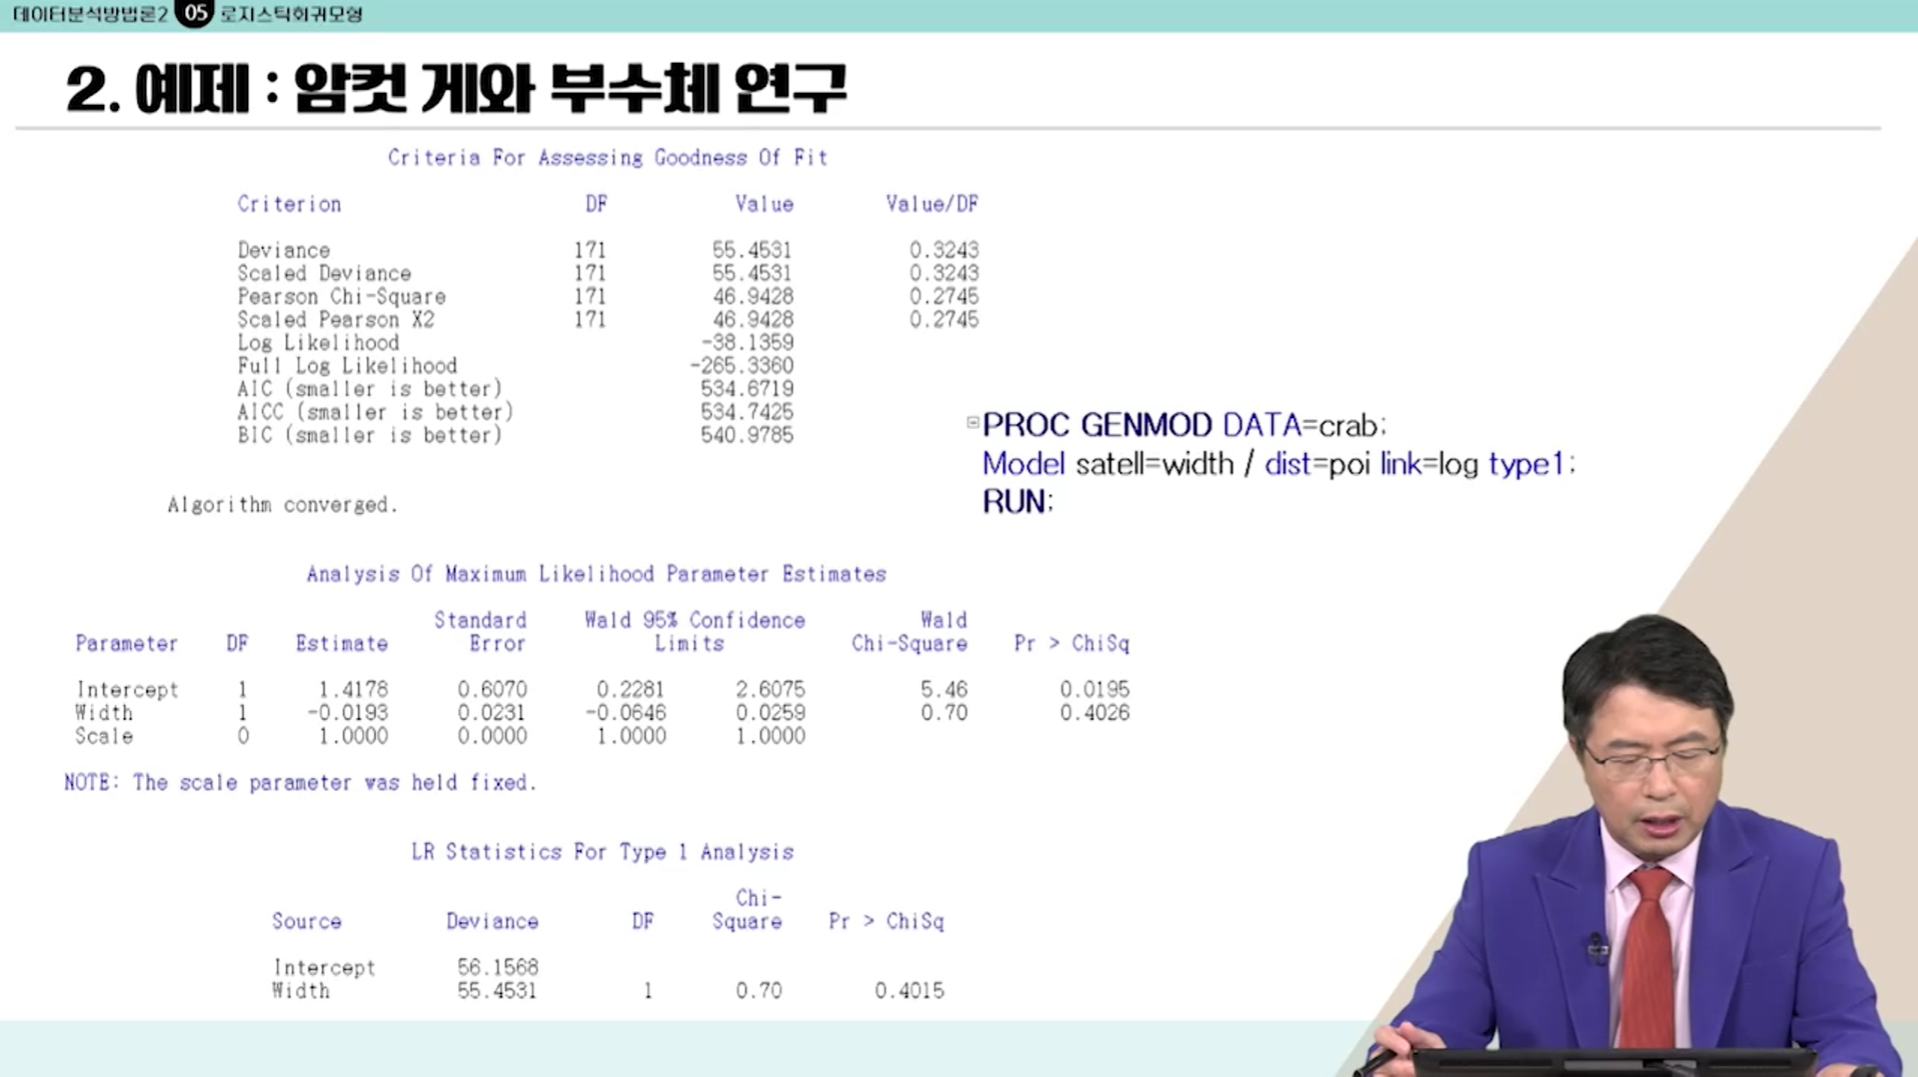 데이터분석방법론2 05 로지스틱회귀모형
2. 예제 : 암컷 게와 부수체 연구
Criteria For Assessing Goodness Of Fit
Criterion DF Value Value/DF
Deviance 171 55.4531 0.3243
Scaled Deviance 171 55.4531 0.3243
Pearson Chi-Square 171 46.9428 0.2745
Scaled Pearson X2 171 46.9428 0.2745
Log Likelihood -38.1359
Full Log Likelihood -265.3360
AIC (smaller is better) 534.6719
AICC (smaller is better) 534.7425
BIC (smaller is better) 540.9785
Algorithm converged.
PROC GENMOD DATA=crab;
Model satell=width / dist=poi link=log type1;
RUN;
Analysis Of Maximum Likelihood Parameter Estimates
Standard Wald 95% Confidence Wald
Parameter DF Estimate Error Limits Chi-Square Pr > ChiSq
Intercept 1 1.4178 0.6070 0.2281 2.6075 5.46 0.0195
Width 1 -0.0193 0.0231 -0.0646 0.0259 0.70 0.4026
Scale 0 1.0000 0.0000 1.0000 1.0000
NOTE: The scale parameter was held fixed.
LR Statistics For Type 1 Analysis
Chi-
Source Deviance DF Square Pr > ChiSq
Intercept 56.1568
Width 55.4531 1 0.70 0.4015